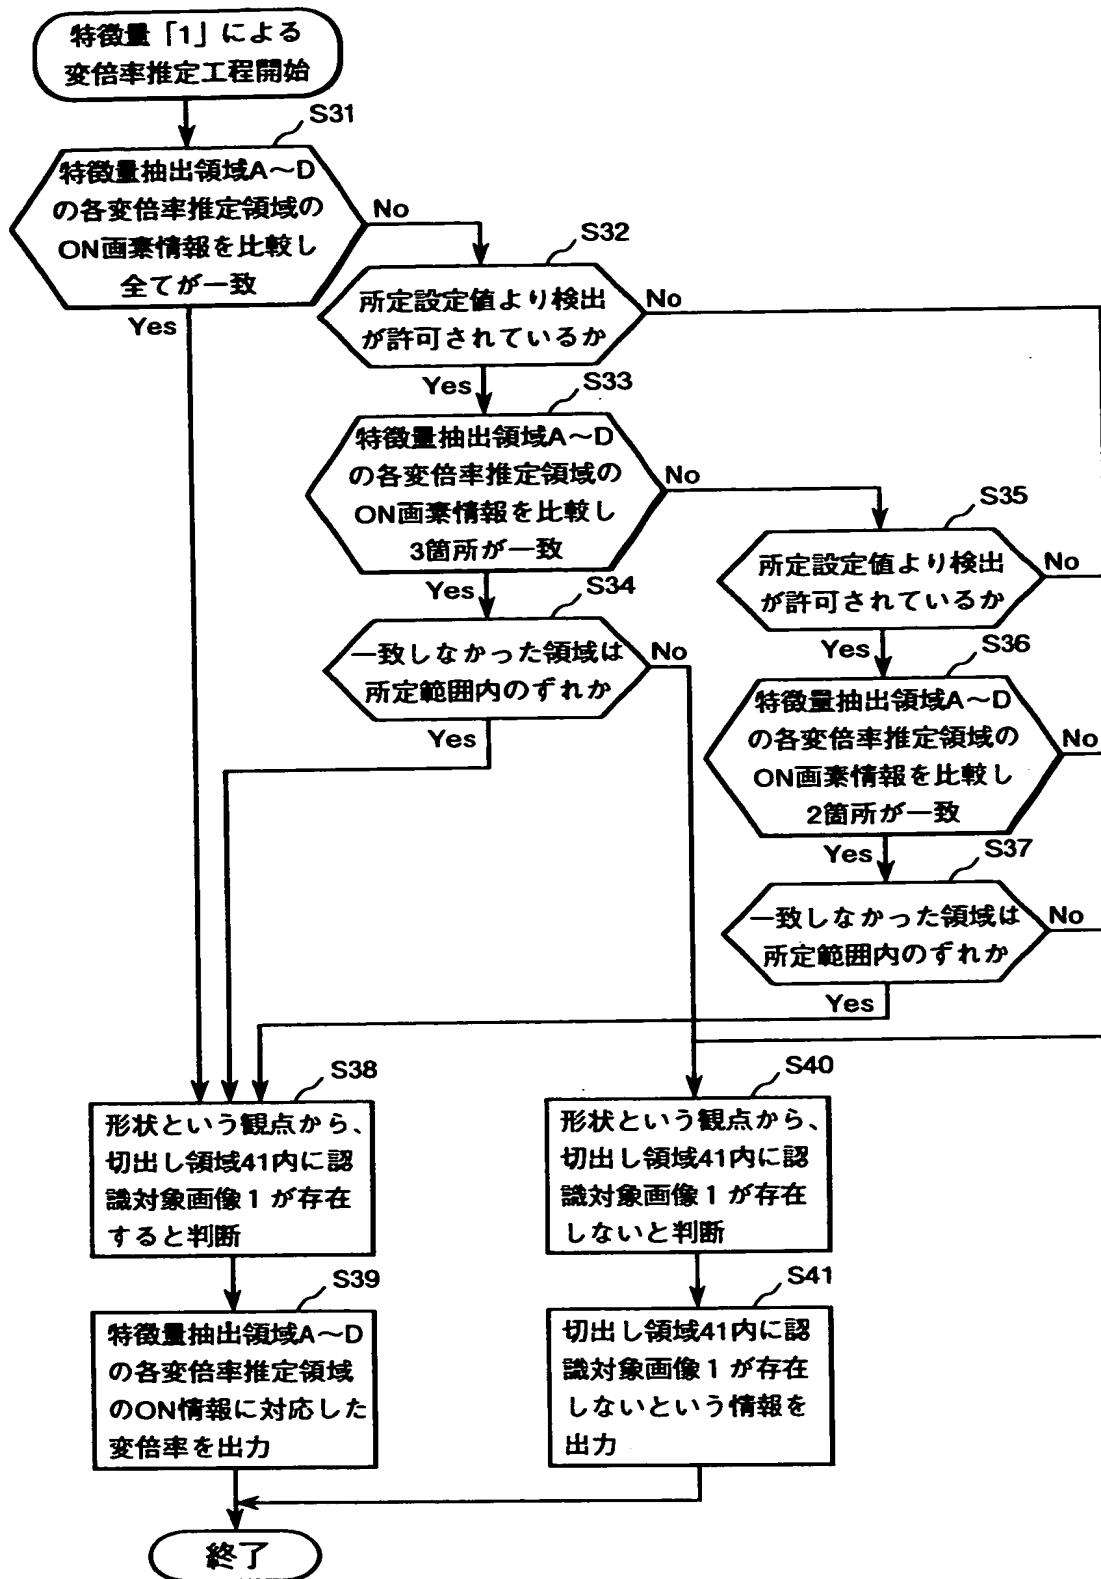 特徴量「1」による
変倍率推定工程開始
S31
特徴量抽出領域A～D
の各変倍率推定領域の
ON画素情報を比較し
全てが一致
No
Yes
S32
所定設定値より検出
が許可されているか
No
Yes
S33
特徴量抽出領域A～D
の各変倍率推定領域の
ON画素情報を比較し
3箇所が一致
No
Yes
S34
一致しなかった領域は
所定範囲内のずれか
No
Yes
S35
所定設定値より検出
が許可されているか
No
Yes
S36
特徴量抽出領域A～D
の各変倍率推定領域の
ON画素情報を比較し
2箇所が一致
No
Yes
S37
一致しなかった領域は
所定範囲内のずれか
No
Yes
S38
形状という観点から、
切出し領域41内に認
識対象画像1が存在
すると判断
S39
特徴量抽出領域A～D
の各変倍率推定領域
のON情報に対応した
変倍率を出力
S40
形状という観点から、
切出し領域41内に認
識対象画像1が存在
しないと判断
S41
切出し領域41内に認
識対象画像1が存在
しないという情報を
出力
終了